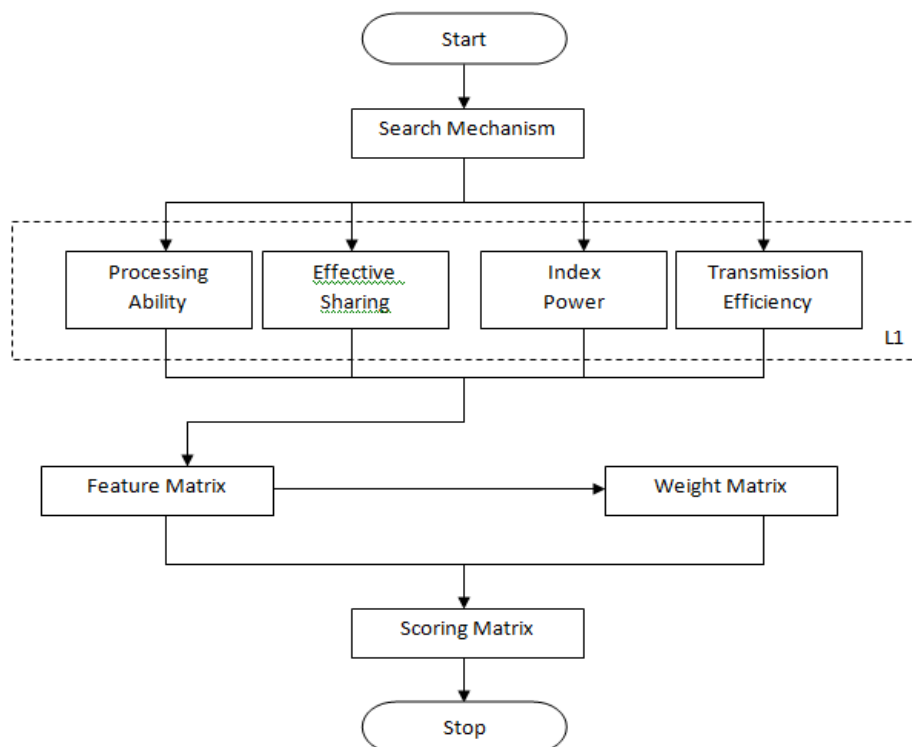 Start
Search Mechanism
Processing
Ability
Effective
Sharing
Index
Power
Transmission
Efficiency
L1
Feature Matrix
Weight Matrix
Scoring Matrix
Stop